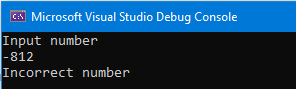 Microsoft Visual Studio Debug Console
Input number
-812
Incorrect number